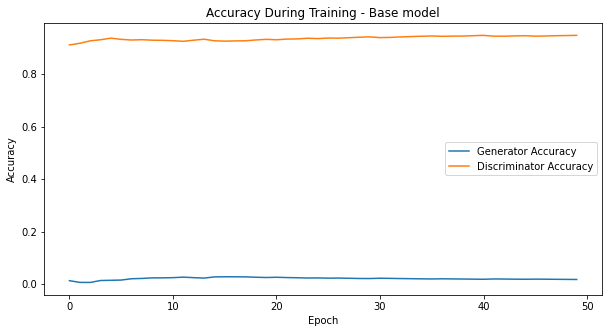 Accuracy During Training - Base model
Accuracy
0.8
0.6
0.4
0.2
0.0
Generator Accuracy
Discriminator Accuracy
0 10 20 30 40 50
Epoch